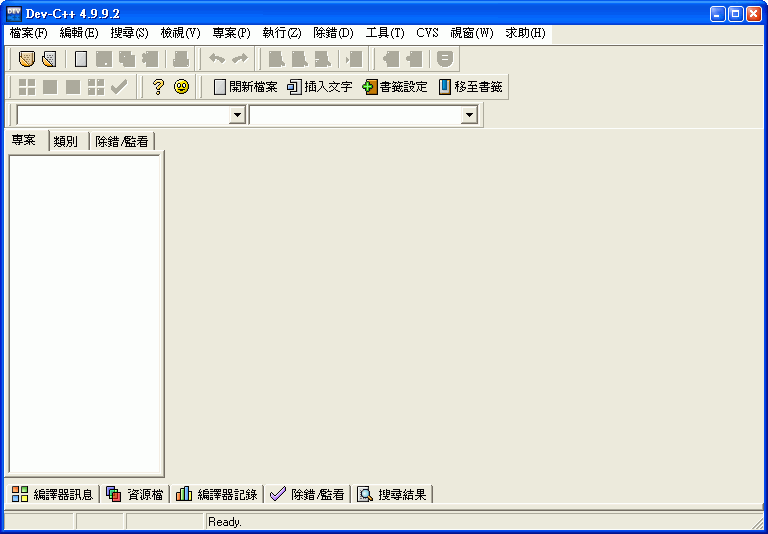 Dev-C++ 4.9.9.2
檔案(F) 編輯(E) 搜尋(S) 檢視(V) 專案(P) 執行(Z) 除錯(D) 工具(T) CVS 視窗(W) 求助(H)
開新檔案 插入文字 書籤設定 移至書籤
專案 類別 除錯/監看
編譯器訊息 資源檔 編譯器記錄 除錯/監看 搜尋結果
Ready.